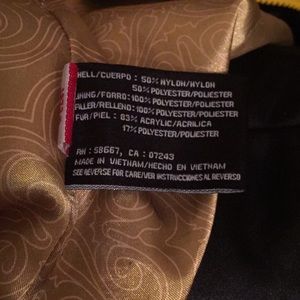 HELL/CUERPO : 50% NYLON/NYLON
50% POLYESTER/POLIESTER
INING/FORRO: 100% POLYESTER/POLIESTER
FILLER/RELLENO: 100% POLYESTER/POLIESTER
FUR/PIEL : 83% ACRYLIC/ACRILICA
17% POLYESTER/POLIESTER
RN : 58667, CA : 07243
MADE IN VIETNAM/HECHO EN VIETNAM
SEE REVERSE FOR CARE/VER INSTRUCCIONES AL REVERSO